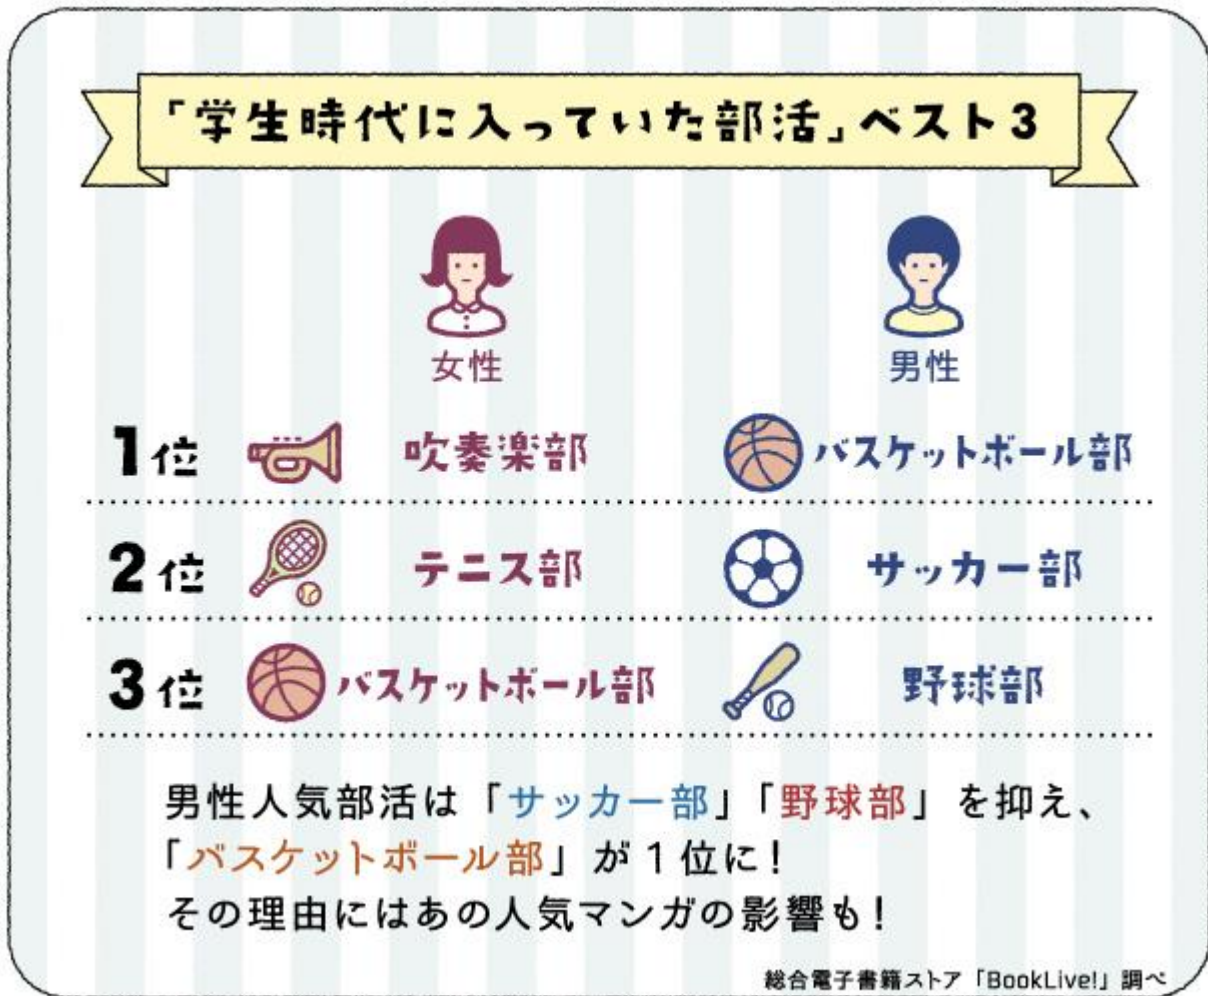 「学生時代に入っていた部活」ベスト3
女性 男性
1位 吹奏楽部 バスケットボール部
2位 テニス部 サッカー部
3位 バスケットボール部 野球部
男性人気部活は「サッカー部」「野球部」を抑え、
「バスケットボール部」が1位に!
その理由にはあの人気マンガの影響も!
総合電子書籍ストア「BookLive!」調べ